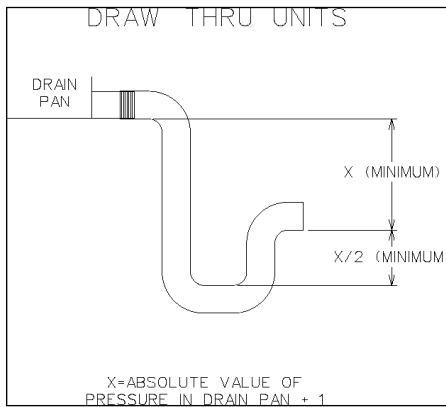 DRAW THRU UNITS
DRAIN
PAN
X (MINIMUM)
X/2 (MINIMUM
X=ABSOLUTE VALUE OF
PRESSURE IN DRAIN PAN + 1